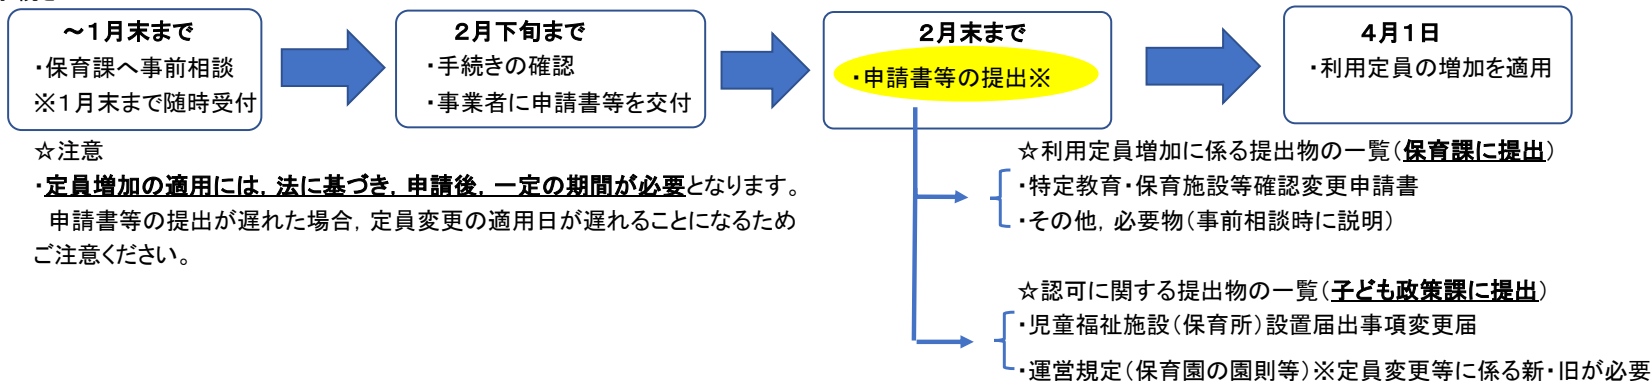 ～１月末まで
・保育課へ事前相談
※１月末まで随時受付
２月下旬まで
・手続きの確認
・事業者に申請書等を交付
２月末まで
・申請書等の提出※
４月１日
・利用定員の増加を適用
☆注意
・定員増加の適用には，法に基づき，申請後，一定の期間が必要となります。
申請書等の提出が遅れた場合，定員変更の適用日が遅れることになるため
ご注意ください。
☆利用定員増加に係る提出物の一覧（保育課に提出）
・特定教育・保育施設等確認変更申請書
・その他，必要物（事前相談時に説明）
☆認可に関する提出物の一覧（子ども政策課に提出）
・児童福祉施設（保育所）設置届出事項変更届
・運営規定（保育園の園則等）※定員変更等に係る新・旧が必要